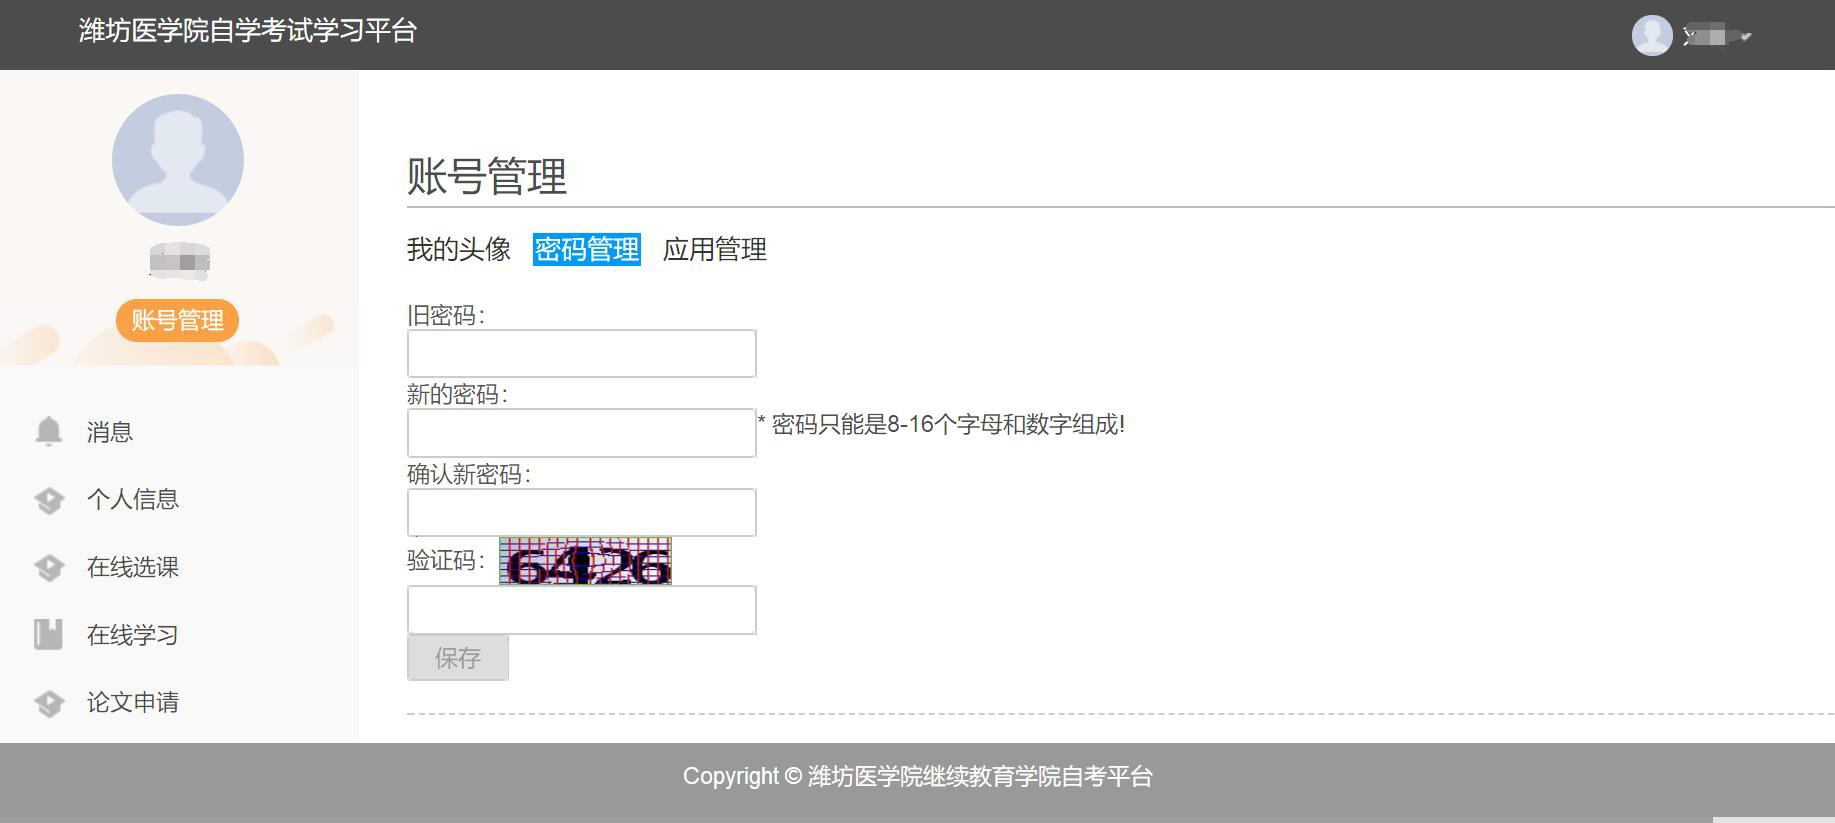 潍坊医学院自学考试学习平台
账号管理
消息
个人信息
在线选课
在线学习
论文申请
账号管理
我的头像 密码管理 应用管理
旧密码：
新的密码：
* 密码只能是8-16个字母和数字组成!
确认新密码：
验证码： 6426
保存
Copyright © 潍坊医学院继续教育学院自考平台